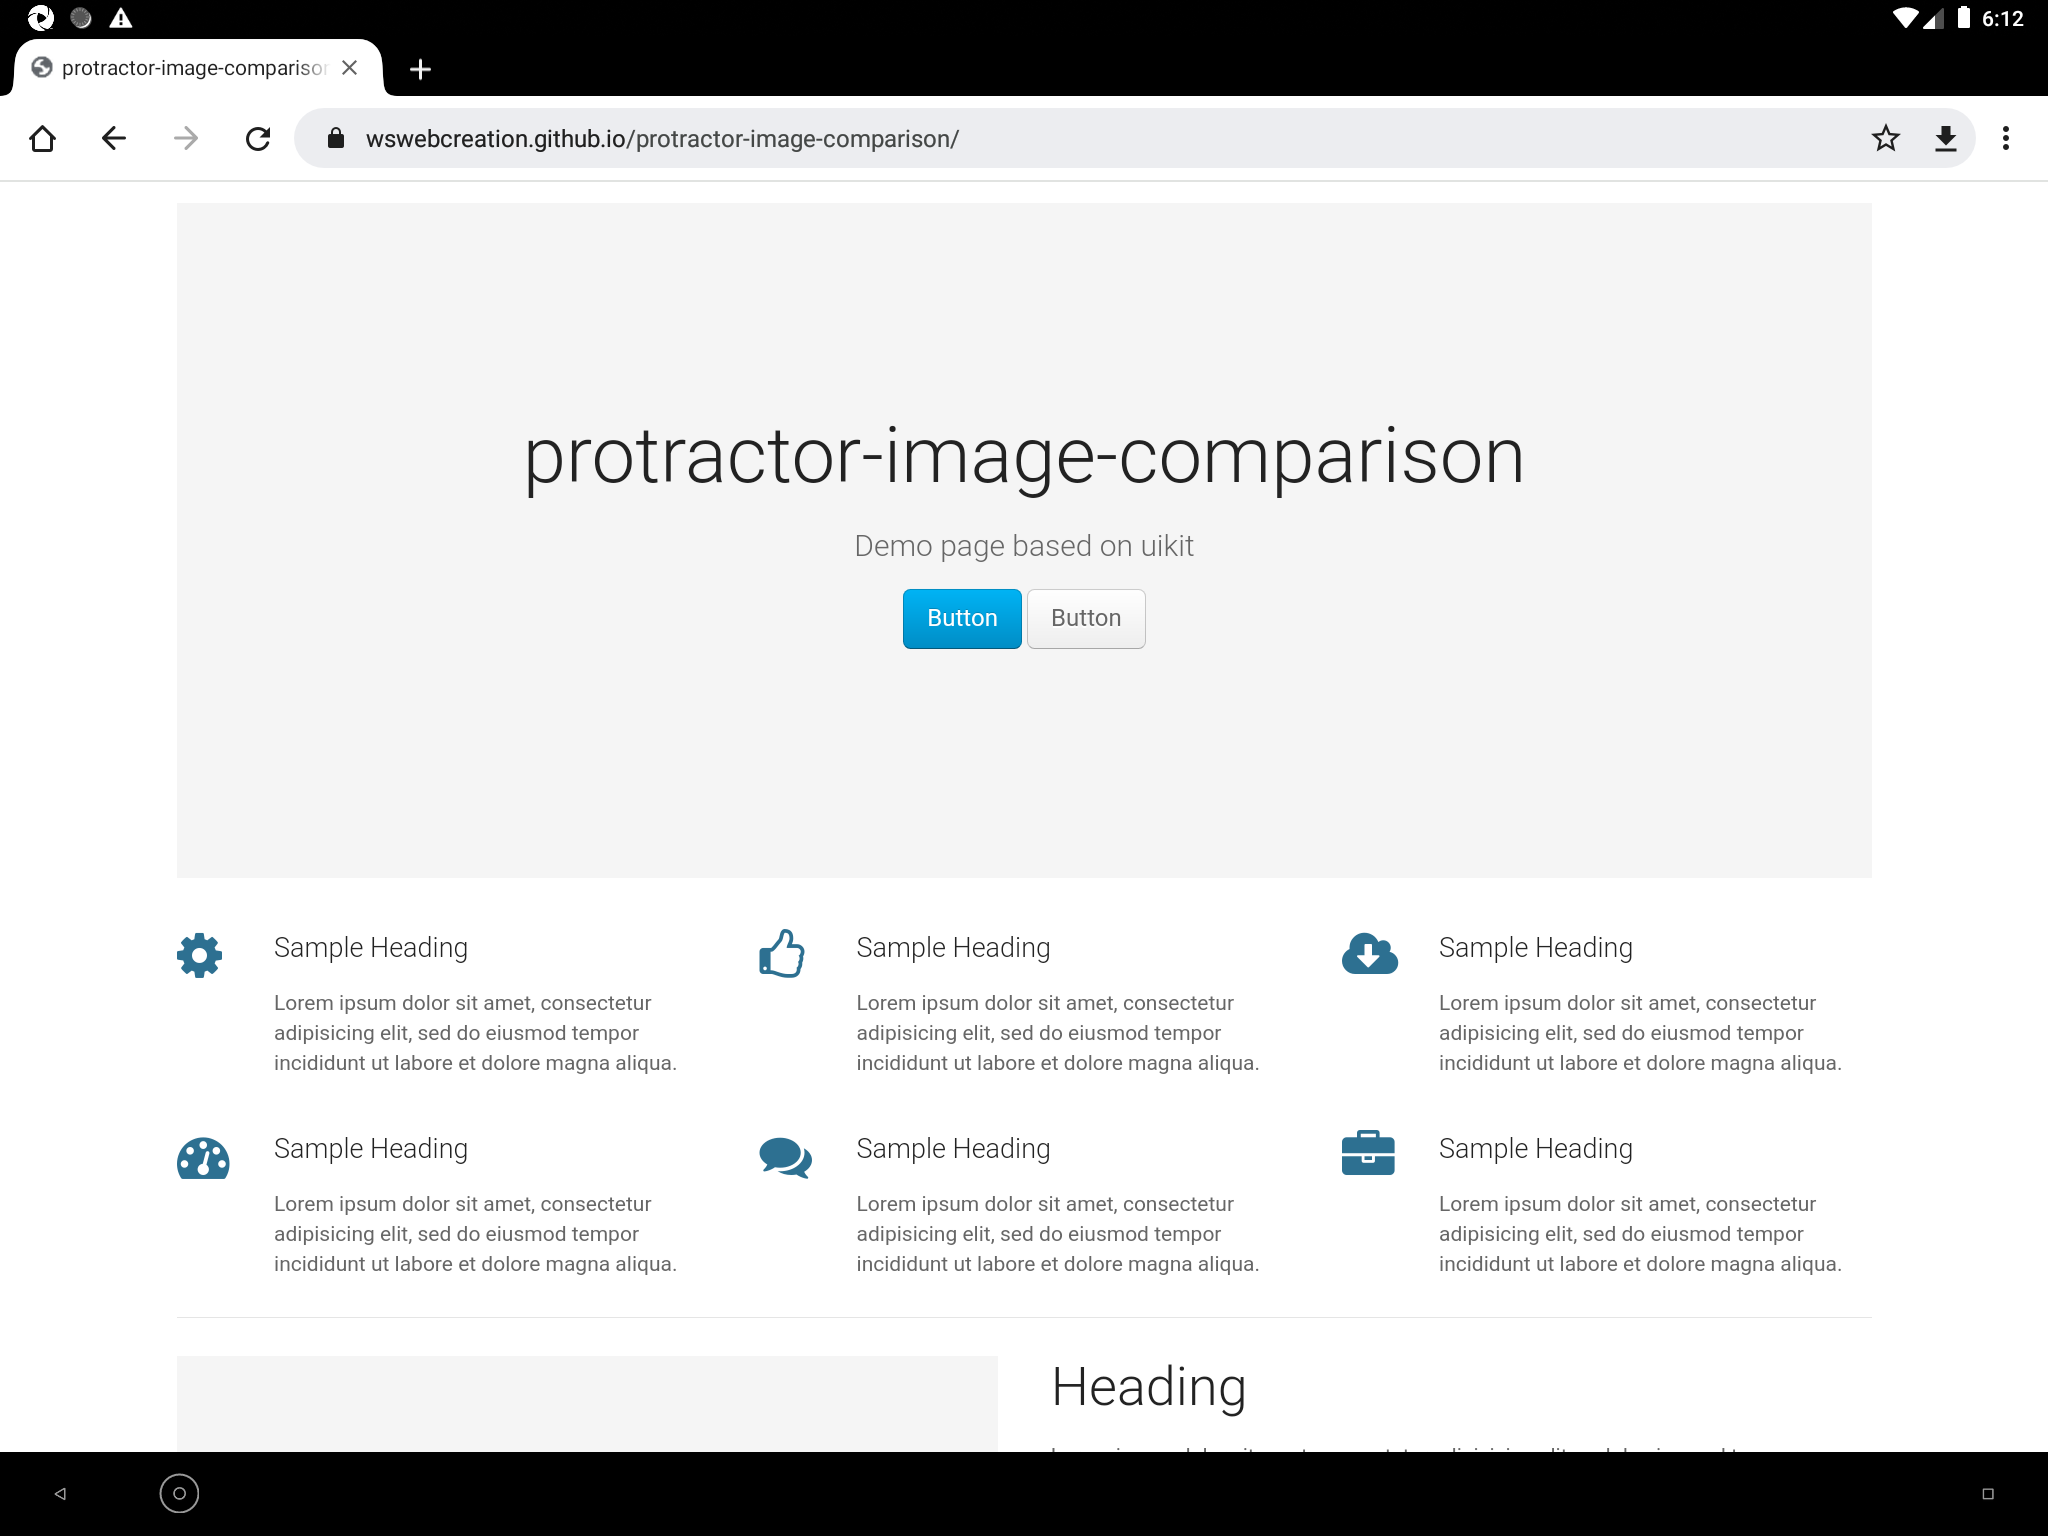 6:12
protractor-image-comparison
wswebcreation.github.io/protractor-image-comparison/
protractor-image-comparison
Demo page based on uikit
Button Button
Sample Heading
Lorem ipsum dolor sit amet, consectetur
adipisicing elit, sed do eiusmod tempor
incididunt ut labore et dolore magna aliqua.
Sample Heading
Lorem ipsum dolor sit amet, consectetur
adipisicing elit, sed do eiusmod tempor
incididunt ut labore et dolore magna aliqua.
Sample Heading
Lorem ipsum dolor sit amet, consectetur
adipisicing elit, sed do eiusmod tempor
incididunt ut labore et dolore magna aliqua.
Sample Heading
Lorem ipsum dolor sit amet, consectetur
adipisicing elit, sed do eiusmod tempor
incididunt ut labore et dolore magna aliqua.
Sample Heading
Lorem ipsum dolor sit amet, consectetur
adipisicing elit, sed do eiusmod tempor
incididunt ut labore et dolore magna aliqua.
Sample Heading
Lorem ipsum dolor sit amet, consectetur
adipisicing elit, sed do eiusmod tempor
incididunt ut labore et dolore magna aliqua.
Heading